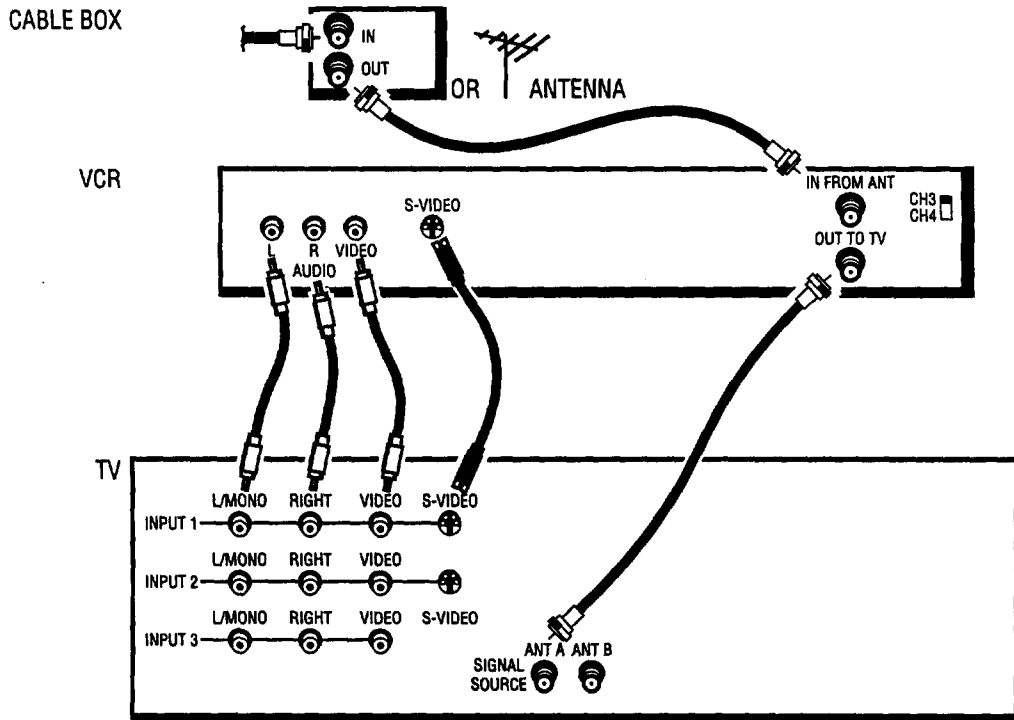 CABLE BOX
IN
OUT
OR ANTENNA
VCR
IN FROM ANT
CH3
CH4
S-VIDEO
L R VIDEO
AUDIO
OUT TO TV
TV
L/MONO RIGHT VIDEO S-VIDEO
INPUT 1
L/MONO RIGHT VIDEO
INPUT 2
L/MONO RIGHT VIDEO S-VIDEO
INPUT 3
ANT A ANT B
SIGNAL
SOURCE